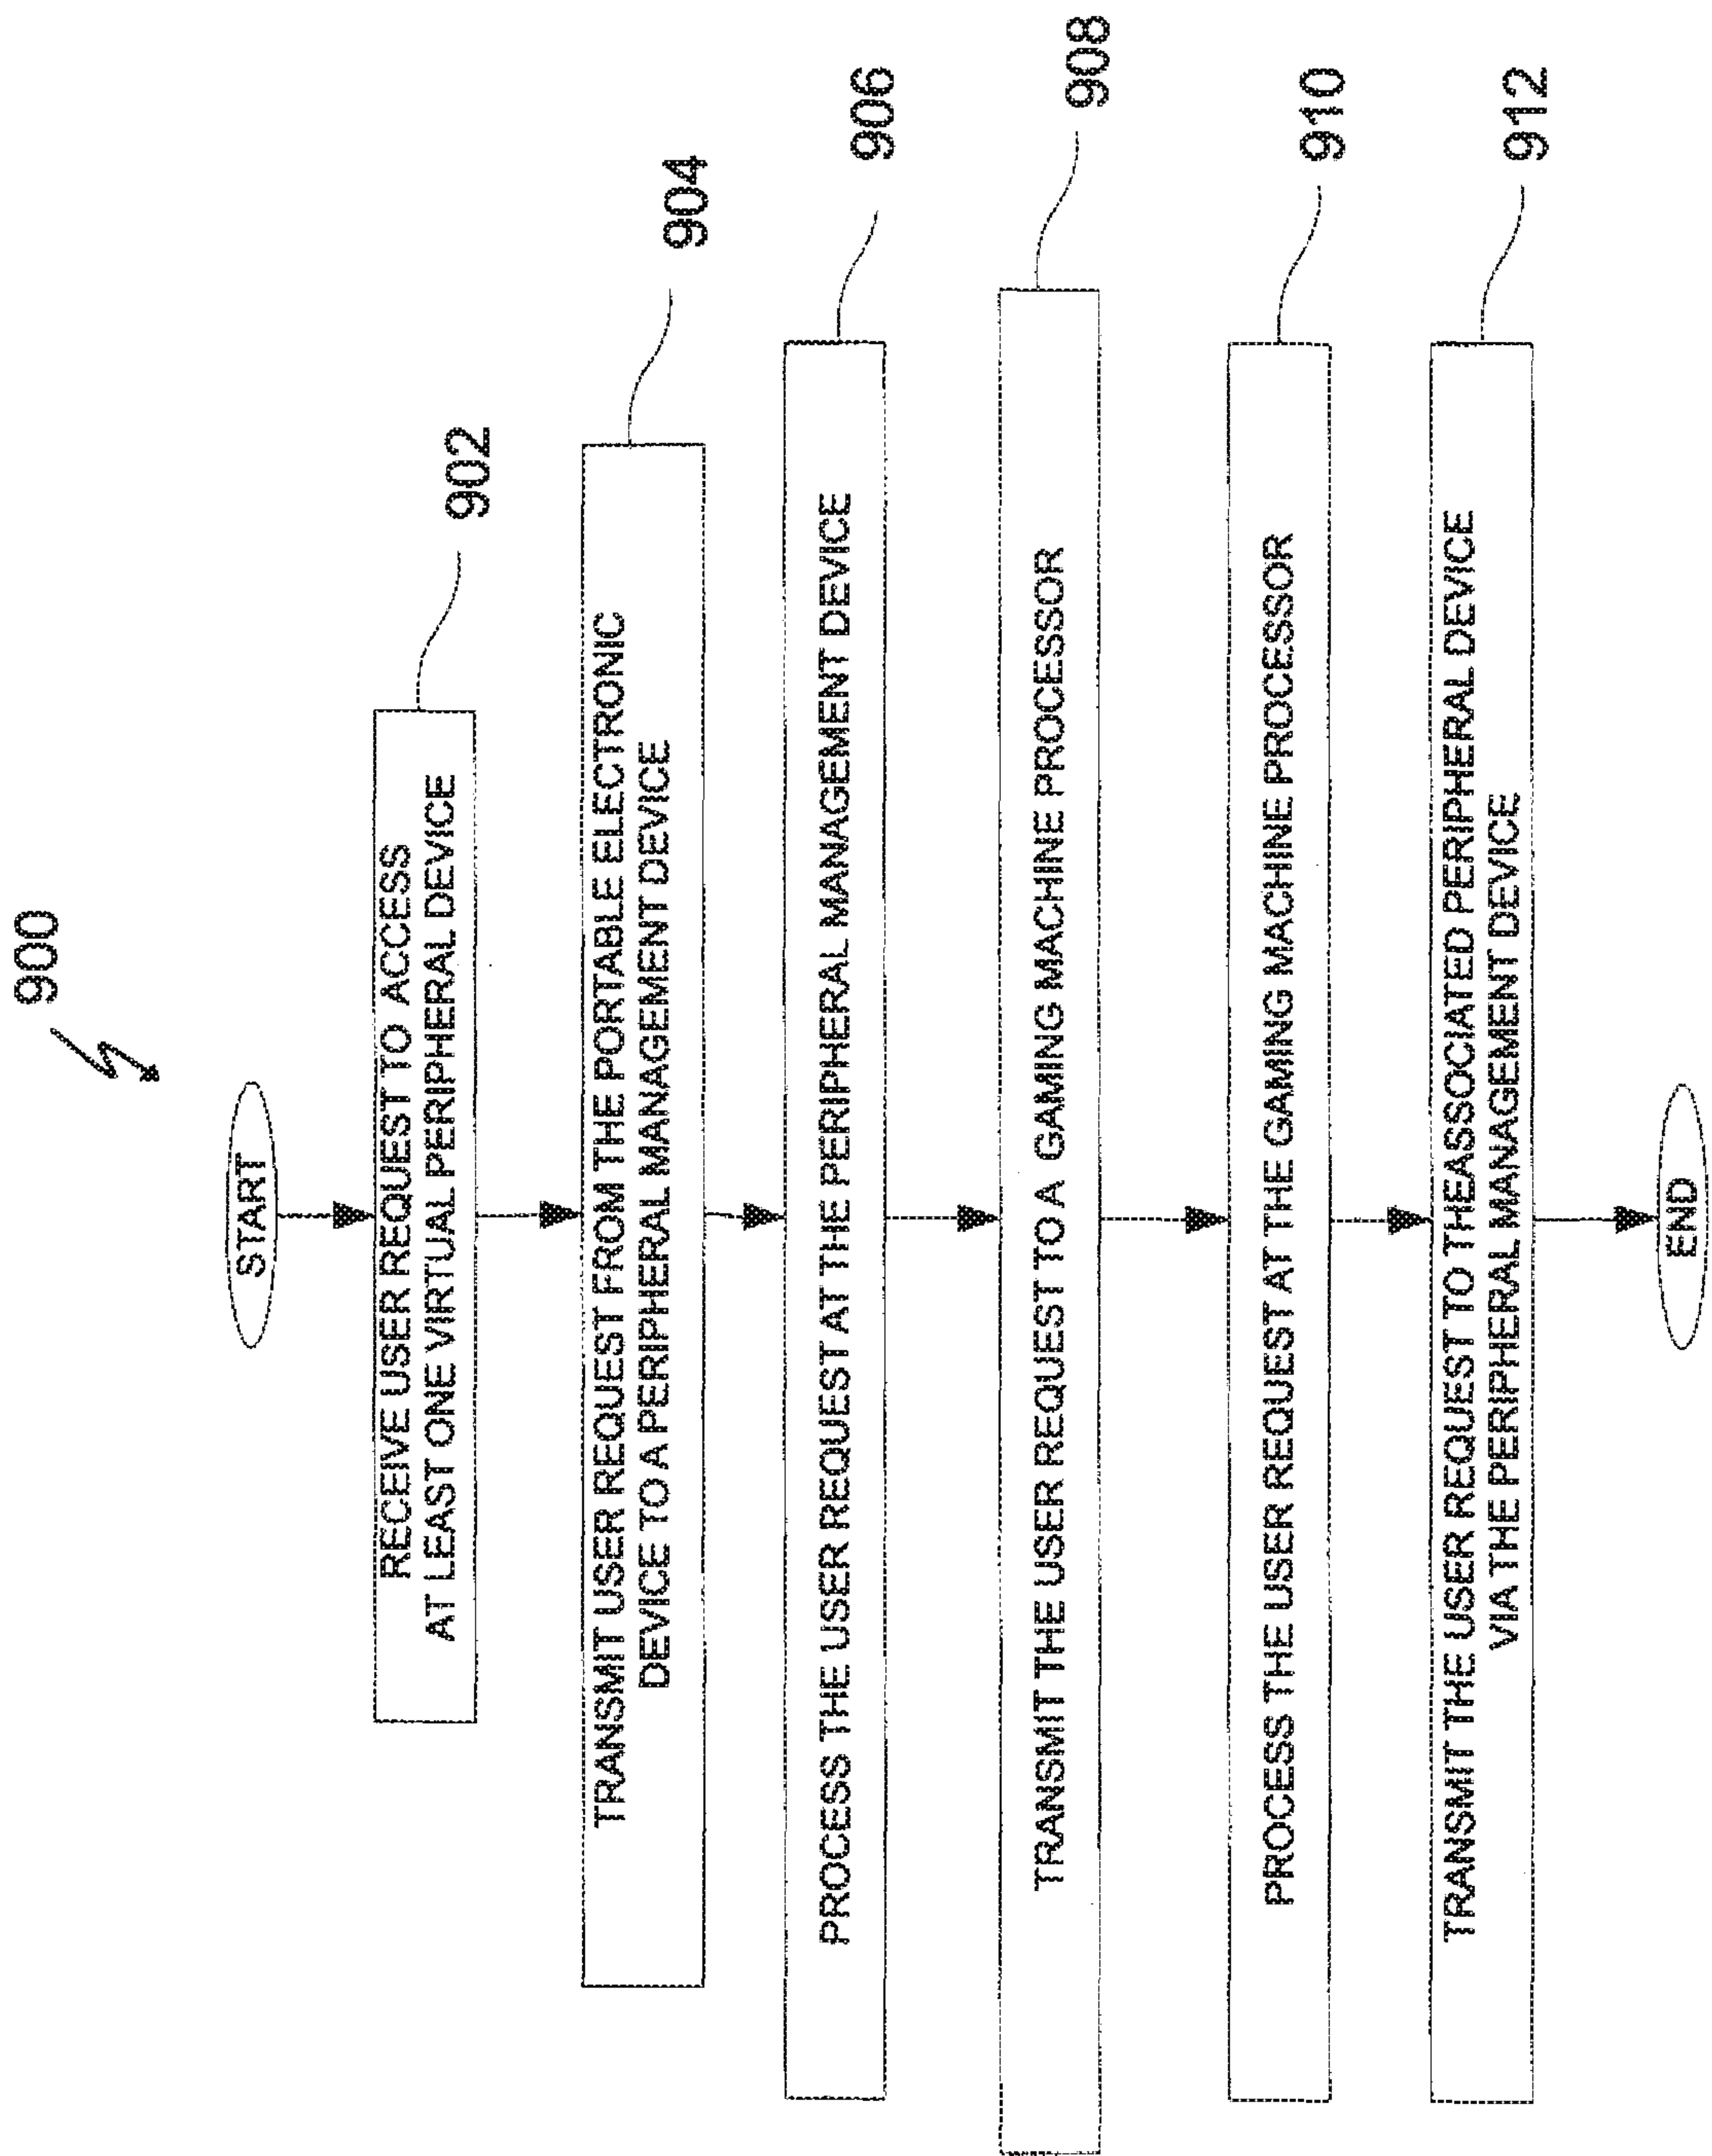 900
START
RECEIVE USER REQUEST TO ACCESS
AT LEAST ONE VIRTUAL PERIPHERAL DEVICE
902
TRANSMIT USER REQUEST FROM THE PORTABLE ELECTRONIC
DEVICE TO A PERIPHERAL MANAGEMENT DEVICE
904
PROCESS THE USER REQUEST AT THE PERIPHERAL MANAGEMENT DEVICE
906
TRANSMIT THE USER REQUEST TO A GAMING MACHINE PROCESSOR
908
PROCESS THE USER REQUEST AT THE GAMING MACHINE PROCESSOR
910
TRANSMIT THE USER REQUEST TO THEASSOCIATED PERIPHERAL DEVICE
VIA THE PERIPHERAL MANAGEMENT DEVICE
912
END